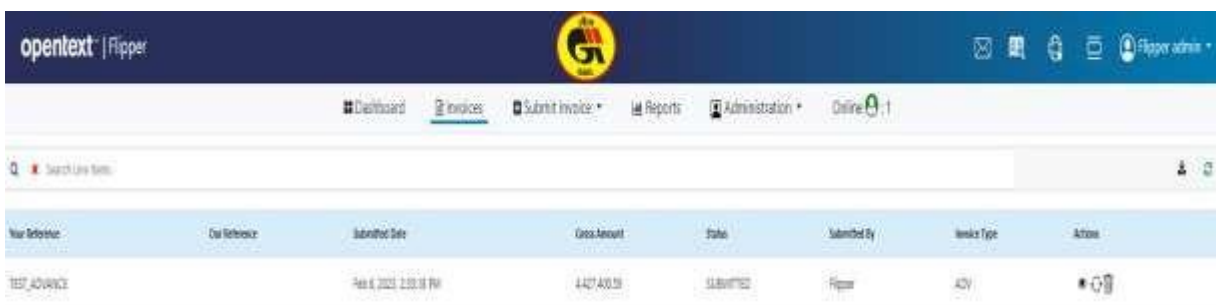 opentext | Flipper
Flipper admin
Dashboard Invoices Submit Invoice Reports Administration Online :1
Search Line Items
Your Reference Our Reference Submitted Date Gross Amount Status Submitted By Invoice Type Actions
TEST_ADVANCE Feb 6, 2023, SUBMITTED Flipper ADV